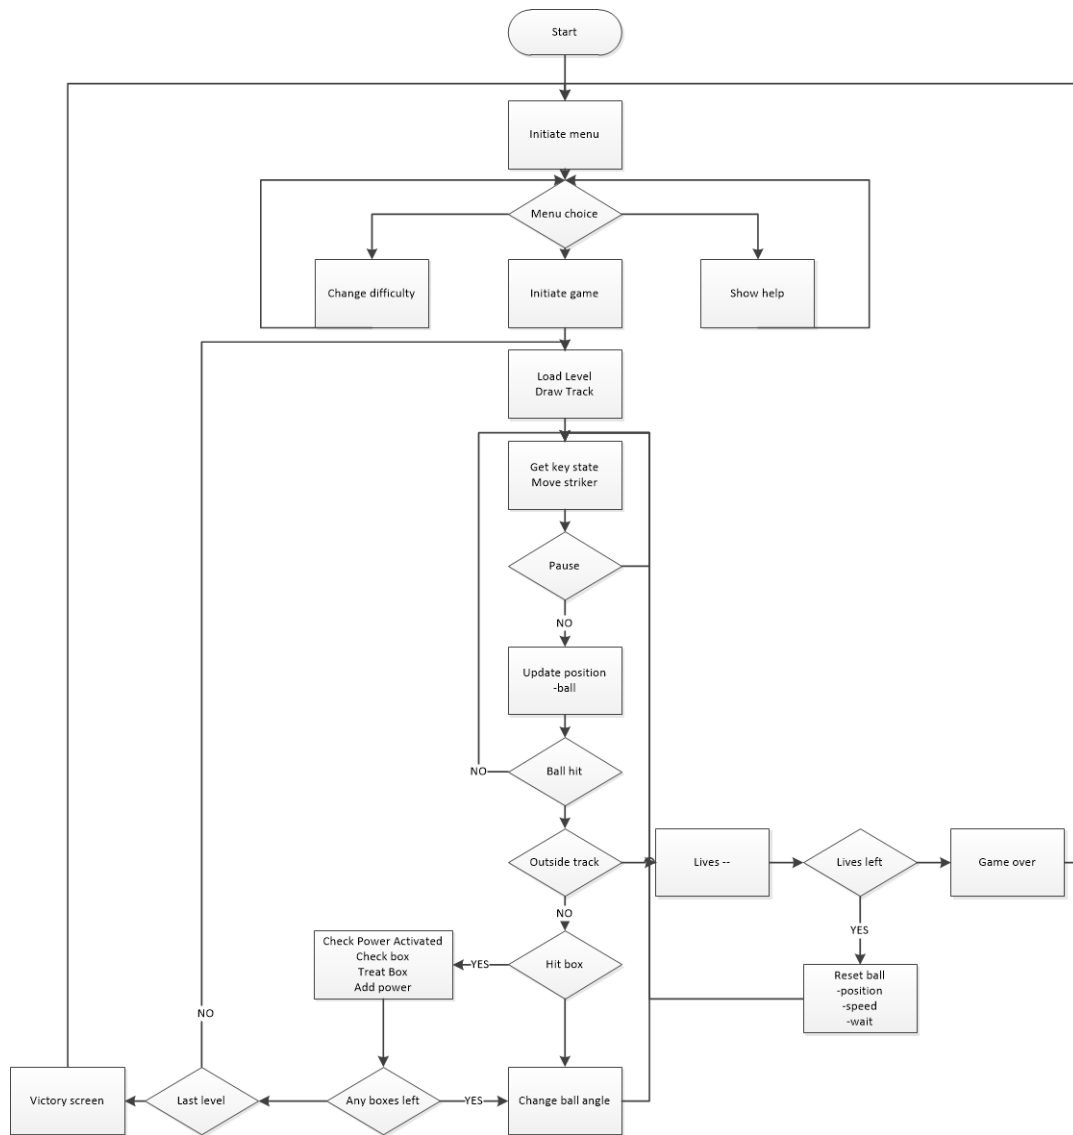 Start
Initiate menu
Menu choice
Change difficulty
Initiate game
Show help
Load Level
Draw Track
Get key state
Move striker
Pause
NO
Update position
-ball
NO
Ball hit
Outside track
Lives --
Lives left
Game over
NO
YES
Check Power Activated
Check box
Treat Box
Add power
YES
Hit box
Reset ball
-position
-speed
-wait
NO
Victory screen
Last level
Any boxes left
YES
Change ball angle